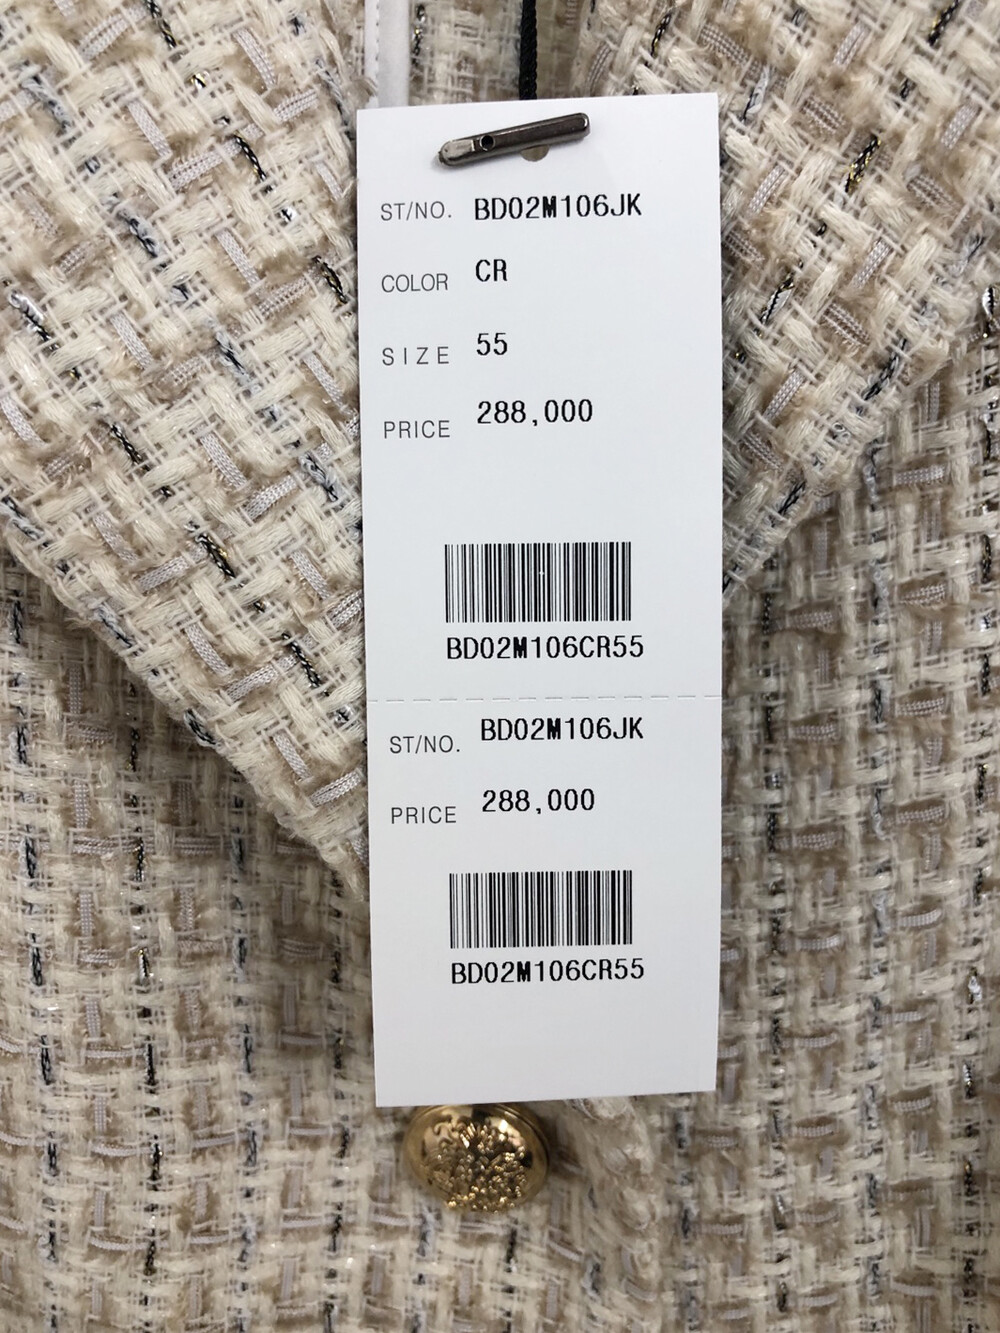 ST/NO. BD02M106JK
COLOR CR
SIZE 55
PRICE 288,000
BD02M106CR55
ST/NO. BD02M106JK
PRICE 288,000
BD02M106CR55